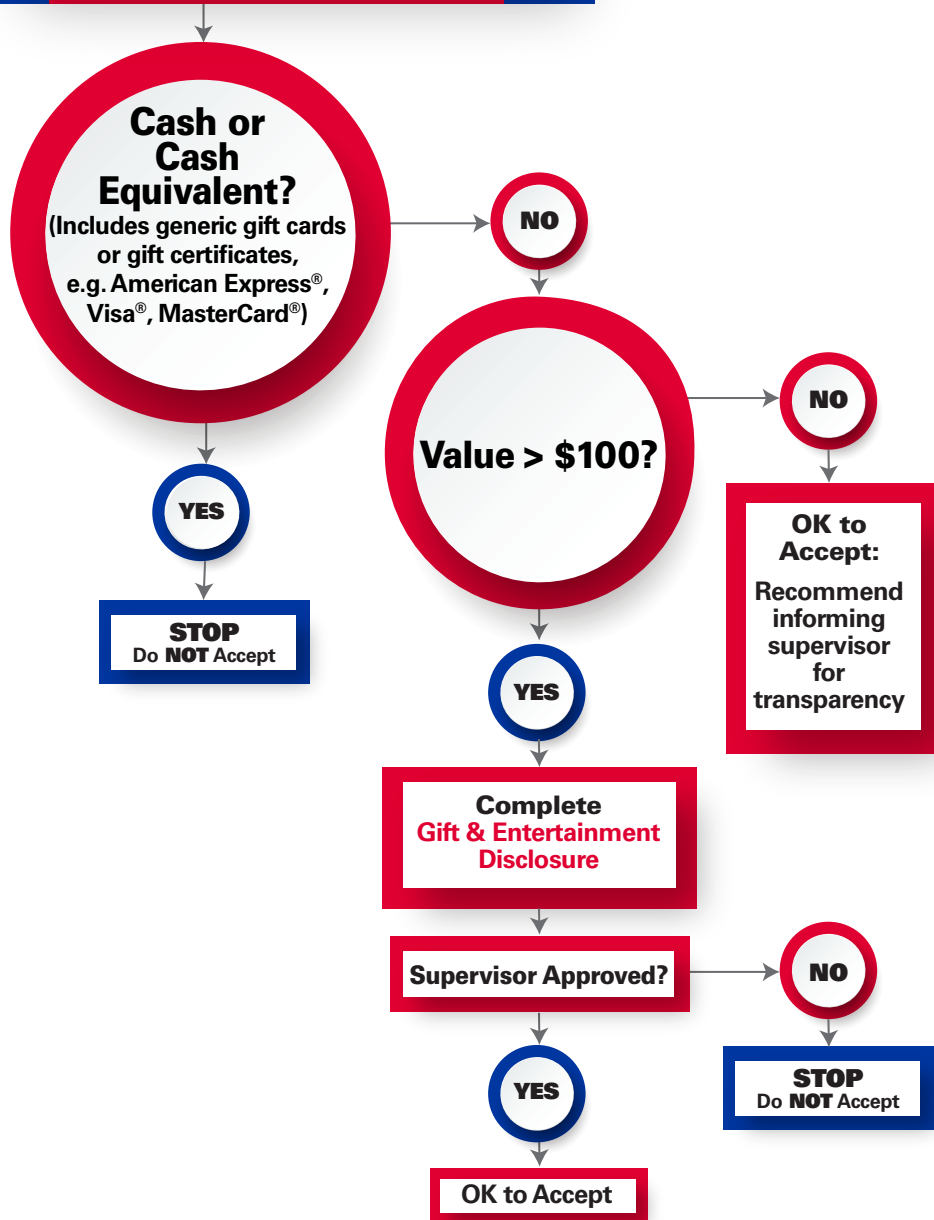 Cash or
Cash
Equivalent?
(Includes generic gift cards
or gift certificates,
e.g. American Express®,
Visa®, MasterCard®)
NO
YES
STOP
Do NOT Accept
Value > $100?
NO
OK to
Accept:
Recommend
informing
supervisor
for
transparency
YES
Complete
Gift & Entertainment
Disclosure
Supervisor Approved?
NO
STOP
Do NOT Accept
YES
OK to Accept